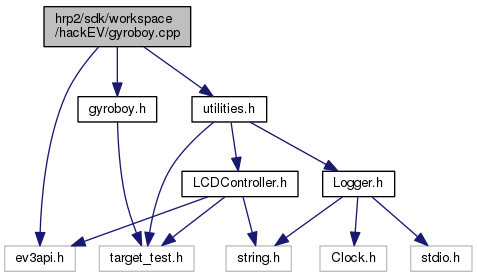 hrp2/sdk/workspace
/hackEV/gyroboy.cpp
gyroboy.h
utilities.h
LCDController.h
Logger.h
ev3api.h
target_test.h
string.h
Clock.h
stdio.h